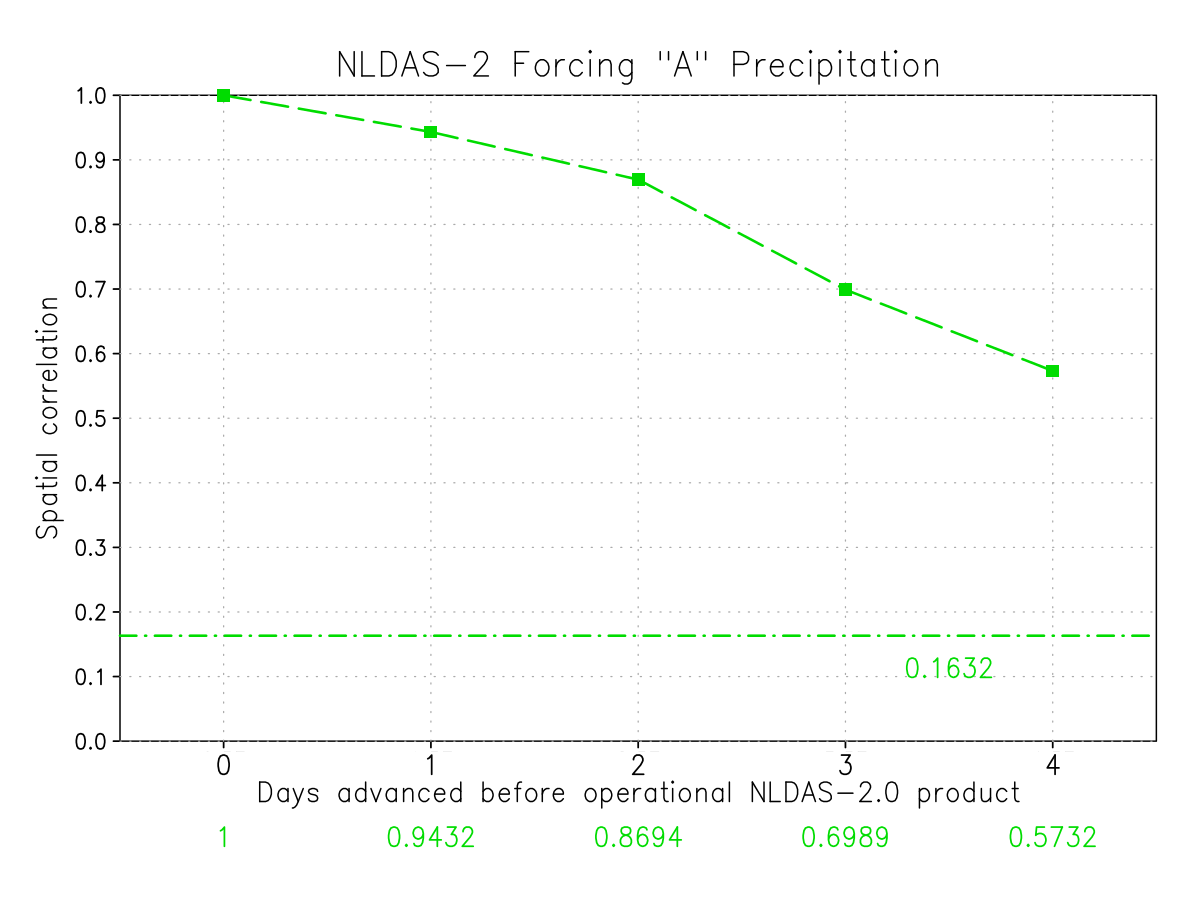 NLDAS-2 Forcing "A" Precipitation
1.0
0.9
0.8
0.7
0.6
0.5
0.4
0.3
0.2
0.1
0.0
Spatial correlation
0.1632
0 1 2 3 4
Days advanced before operational NLDAS-2.0 product
1 0.9432 0.8694 0.6989 0.5732